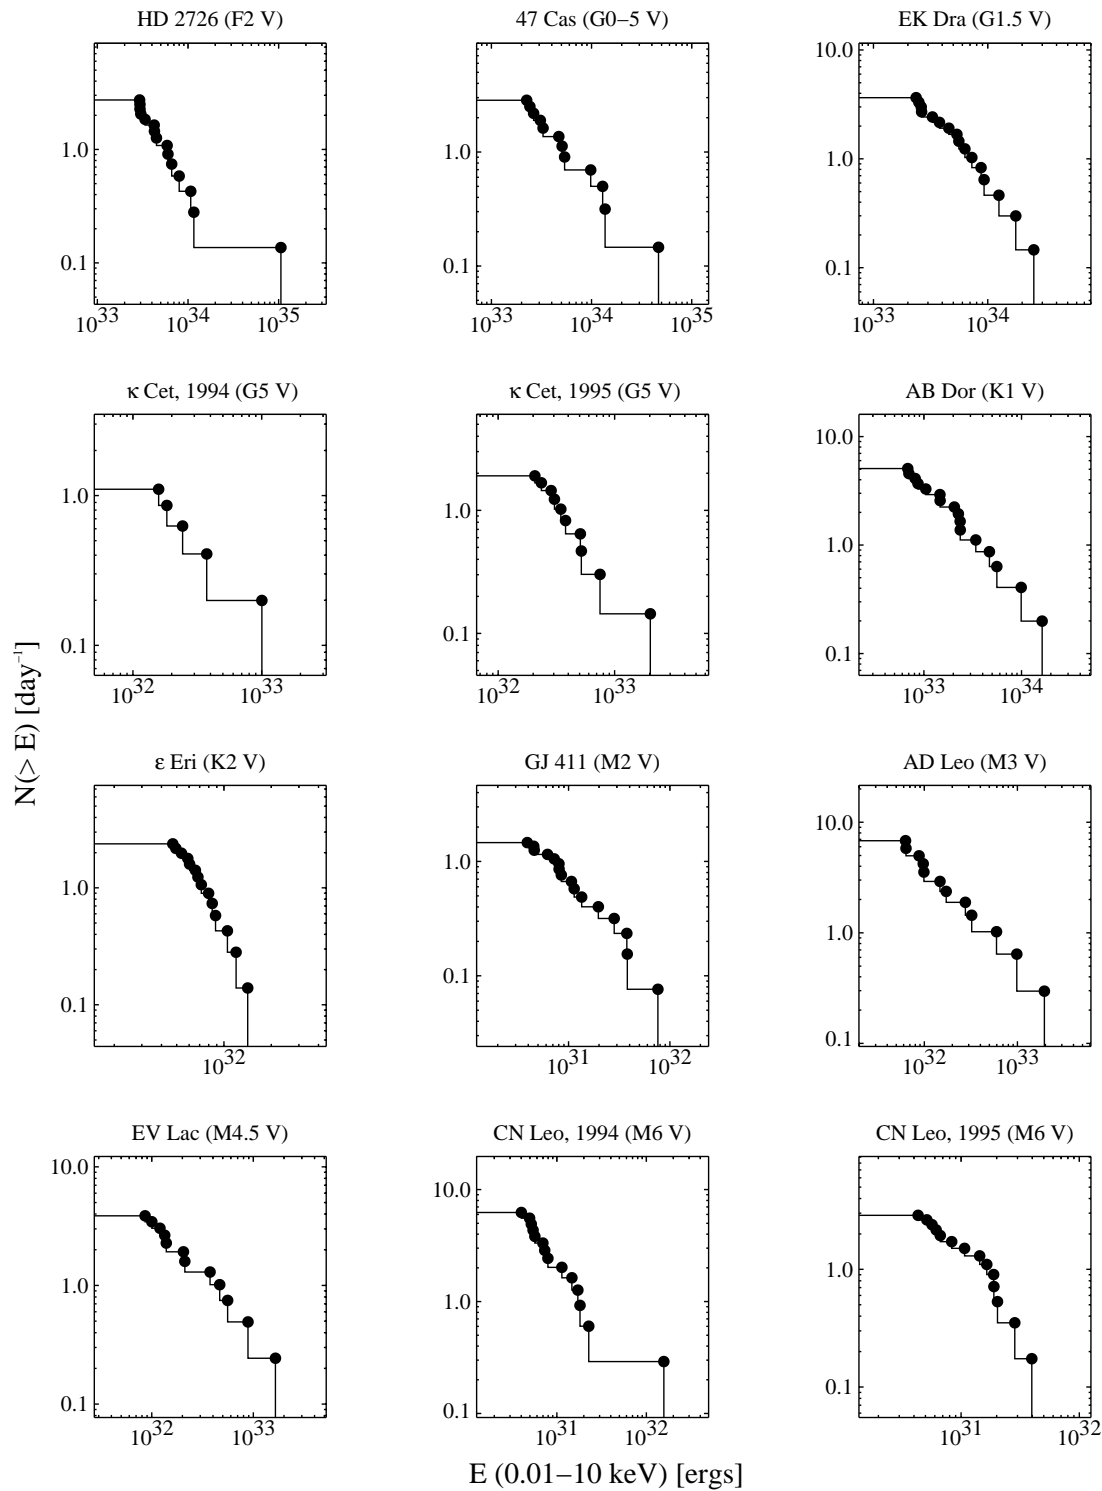 HD 2726 (F2 V)
47 Cas (G0–5 V)
EK Dra (G1.5 V)
1.0
0.1
10^33 10^34 10^35
1.0
0.1
10^33 10^34 10^35
10.0
1.0
0.1
10^33 10^34
κ Cet, 1994 (G5 V)
κ Cet, 1995 (G5 V)
AB Dor (K1 V)
1.0
0.1
10^32 10^33
1.0
0.1
10^32 10^33
10.0
1.0
0.1
10^33 10^34
N(> E) [day^−1]
ε Eri (K2 V)
GJ 411 (M2 V)
AD Leo (M3 V)
1.0
0.1
10^32
1.0
0.1
10^31 10^32
10.0
1.0
0.1
10^32 10^33
EV Lac (M4.5 V)
CN Leo, 1994 (M6 V)
CN Leo, 1995 (M6 V)
10.0
1.0
0.1
10^32 10^33
10.0
1.0
0.1
10^31 10^32
1.0
0.1
10^31 10^32
E (0.01–10 keV) [ergs]